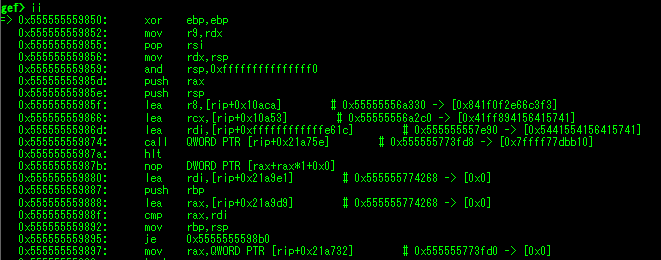 gef> ii
=> 0x555555559850: xor ebp,ebp
0x555555559852: mov r9,rdx
0x555555559855: pop rsi
0x555555559856: mov rdx,rsp
0x555555559859: and rsp,0xfffffffffffffff0
0x55555555985d: push rax
0x55555555985e: push rsp
0x55555555985f: lea r8,[rip+0x10aca] # 0x55555556a330 -> [0x841f0f2e66c3f3]
0x555555559866: lea rcx,[rip+0x10a53] # 0x55555556a2c0 -> [0x41ff894156415741]
0x55555555986d: lea rdi,[rip+0xffffffffffffe61c] # 0x555555557e90 -> [0x5441554156415741]
0x555555559874: call QWORD PTR [rip+0x21a75e] # 0x555555773fd8 -> [0x7ffff77dbb10]
0x55555555987a: hlt
0x55555555987b: nop DWORD PTR [rax+rax*1+0x0]
0x555555559880: lea rdi,[rip+0x21a9e1] # 0x555555774268 -> [0x0]
0x555555559887: push rbp
0x555555559888: lea rax,[rip+0x21a9d9] # 0x555555774268 -> [0x0]
0x55555555988f: cmp rax,rdi
0x555555559892: mov rbp,rsp
0x555555559895: je 0x5555555598b0
0x555555559897: mov rax,QWORD PTR [rip+0x21a732] # 0x555555773fd0 -> [0x0]